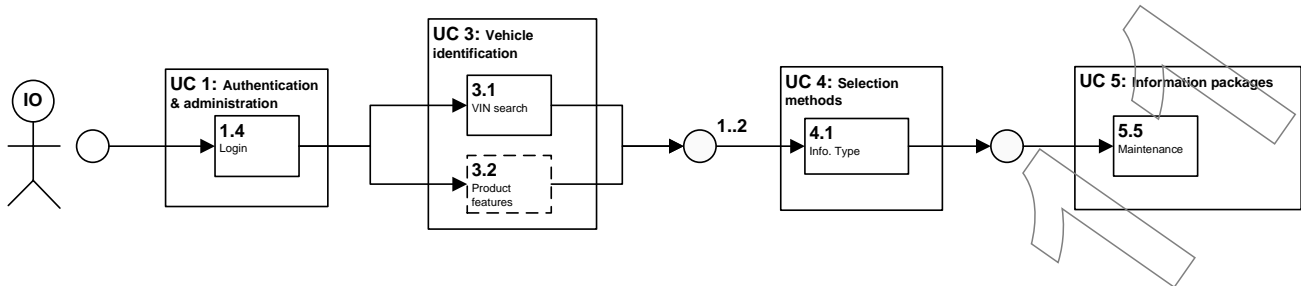 IO
UC 1: Authentication
& administration
1.4
Login
UC 3: Vehicle
identification
3.1
VIN search
3.2
Product
features
1..2
UC 4: Selection
methods
4.1
Info. Type
UC 5: Information packages
5.5
Maintenance